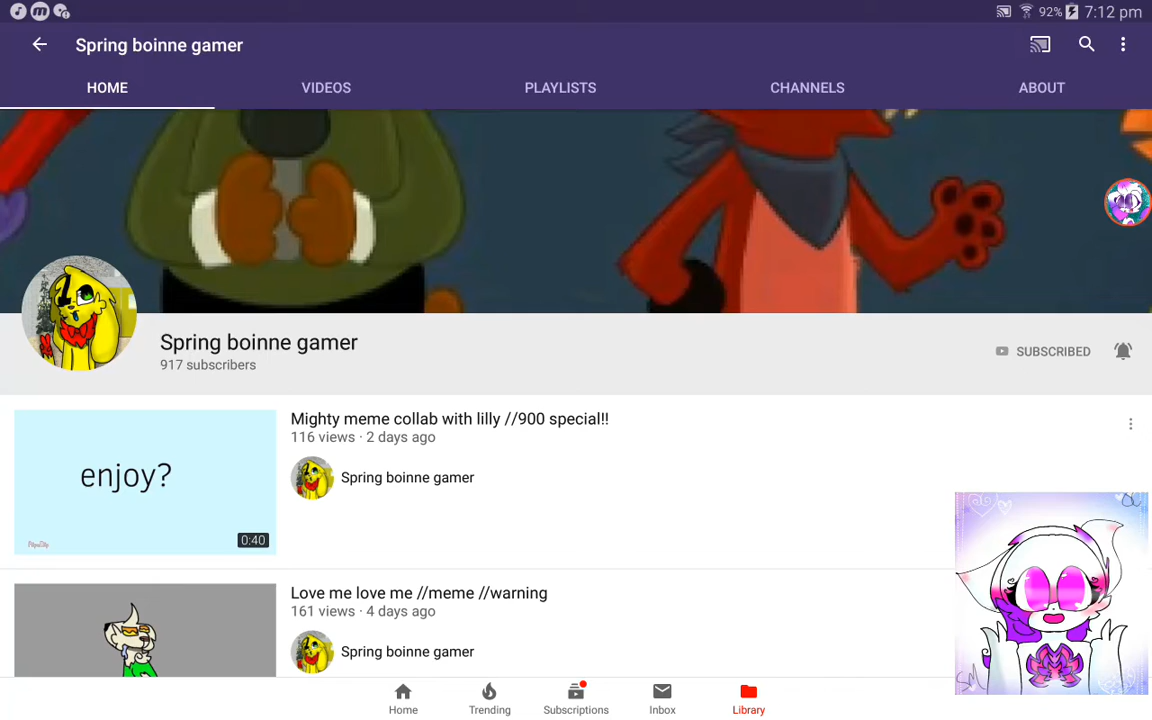 92% 7:12 pm
Spring boinne gamer
HOME VIDEOS PLAYLISTS CHANNELS ABOUT
Spring boinne gamer
917 subscribers
SUBSCRIBED
Mighty meme collab with lilly //900 special!!
116 views · 2 days ago
Spring boinne gamer
enjoy?
0:40
Love me love me //meme //warning
161 views · 4 days ago
Spring boinne gamer
Home Trending Subscriptions Inbox Library